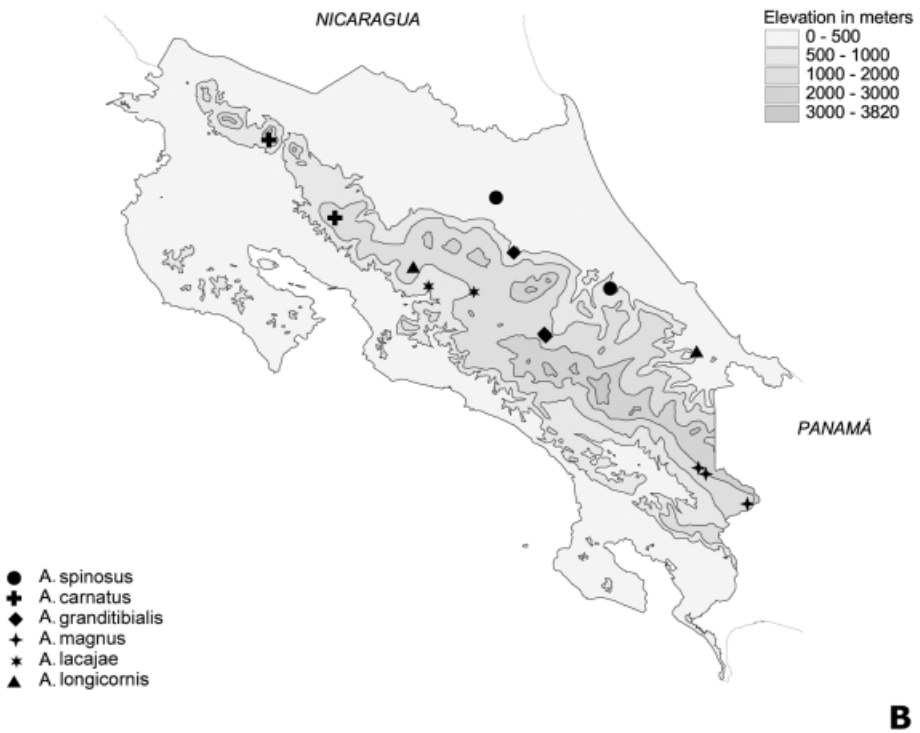 NICARAGUA
Elevation in meters
0 - 500
500 - 1000
1000 - 2000
2000 - 3000
3000 - 3820
PANAMÁ
A. spinosus
A. carnatus
A. granditibialis
A. magnus
A. lacajae
A. longicornis
B